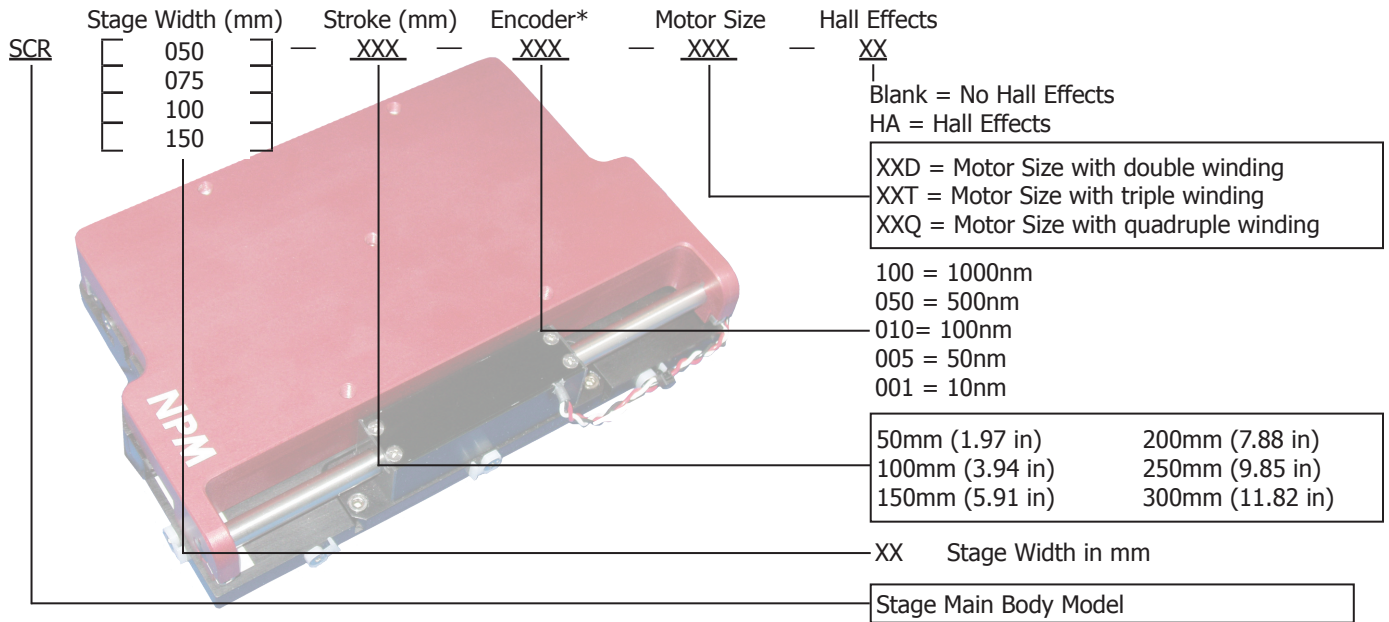 Stage Width (mm) Stroke (mm) Encoder* Motor Size Hall Effects
SCR 050 — XXX — XXX — XXX — XX
075
100
150
Blank = No Hall Effects
HA = Hall Effects
XXD = Motor Size with double winding
XXT = Motor Size with triple winding
XXQ = Motor Size with quadruple winding
100 = 1000nm
050 = 500nm
010= 100nm
005 = 50nm
001 = 10nm
50mm (1.97 in) 200mm (7.88 in)
100mm (3.94 in) 250mm (9.85 in)
150mm (5.91 in) 300mm (11.82 in)
XX Stage Width in mm
Stage Main Body Model
NPM